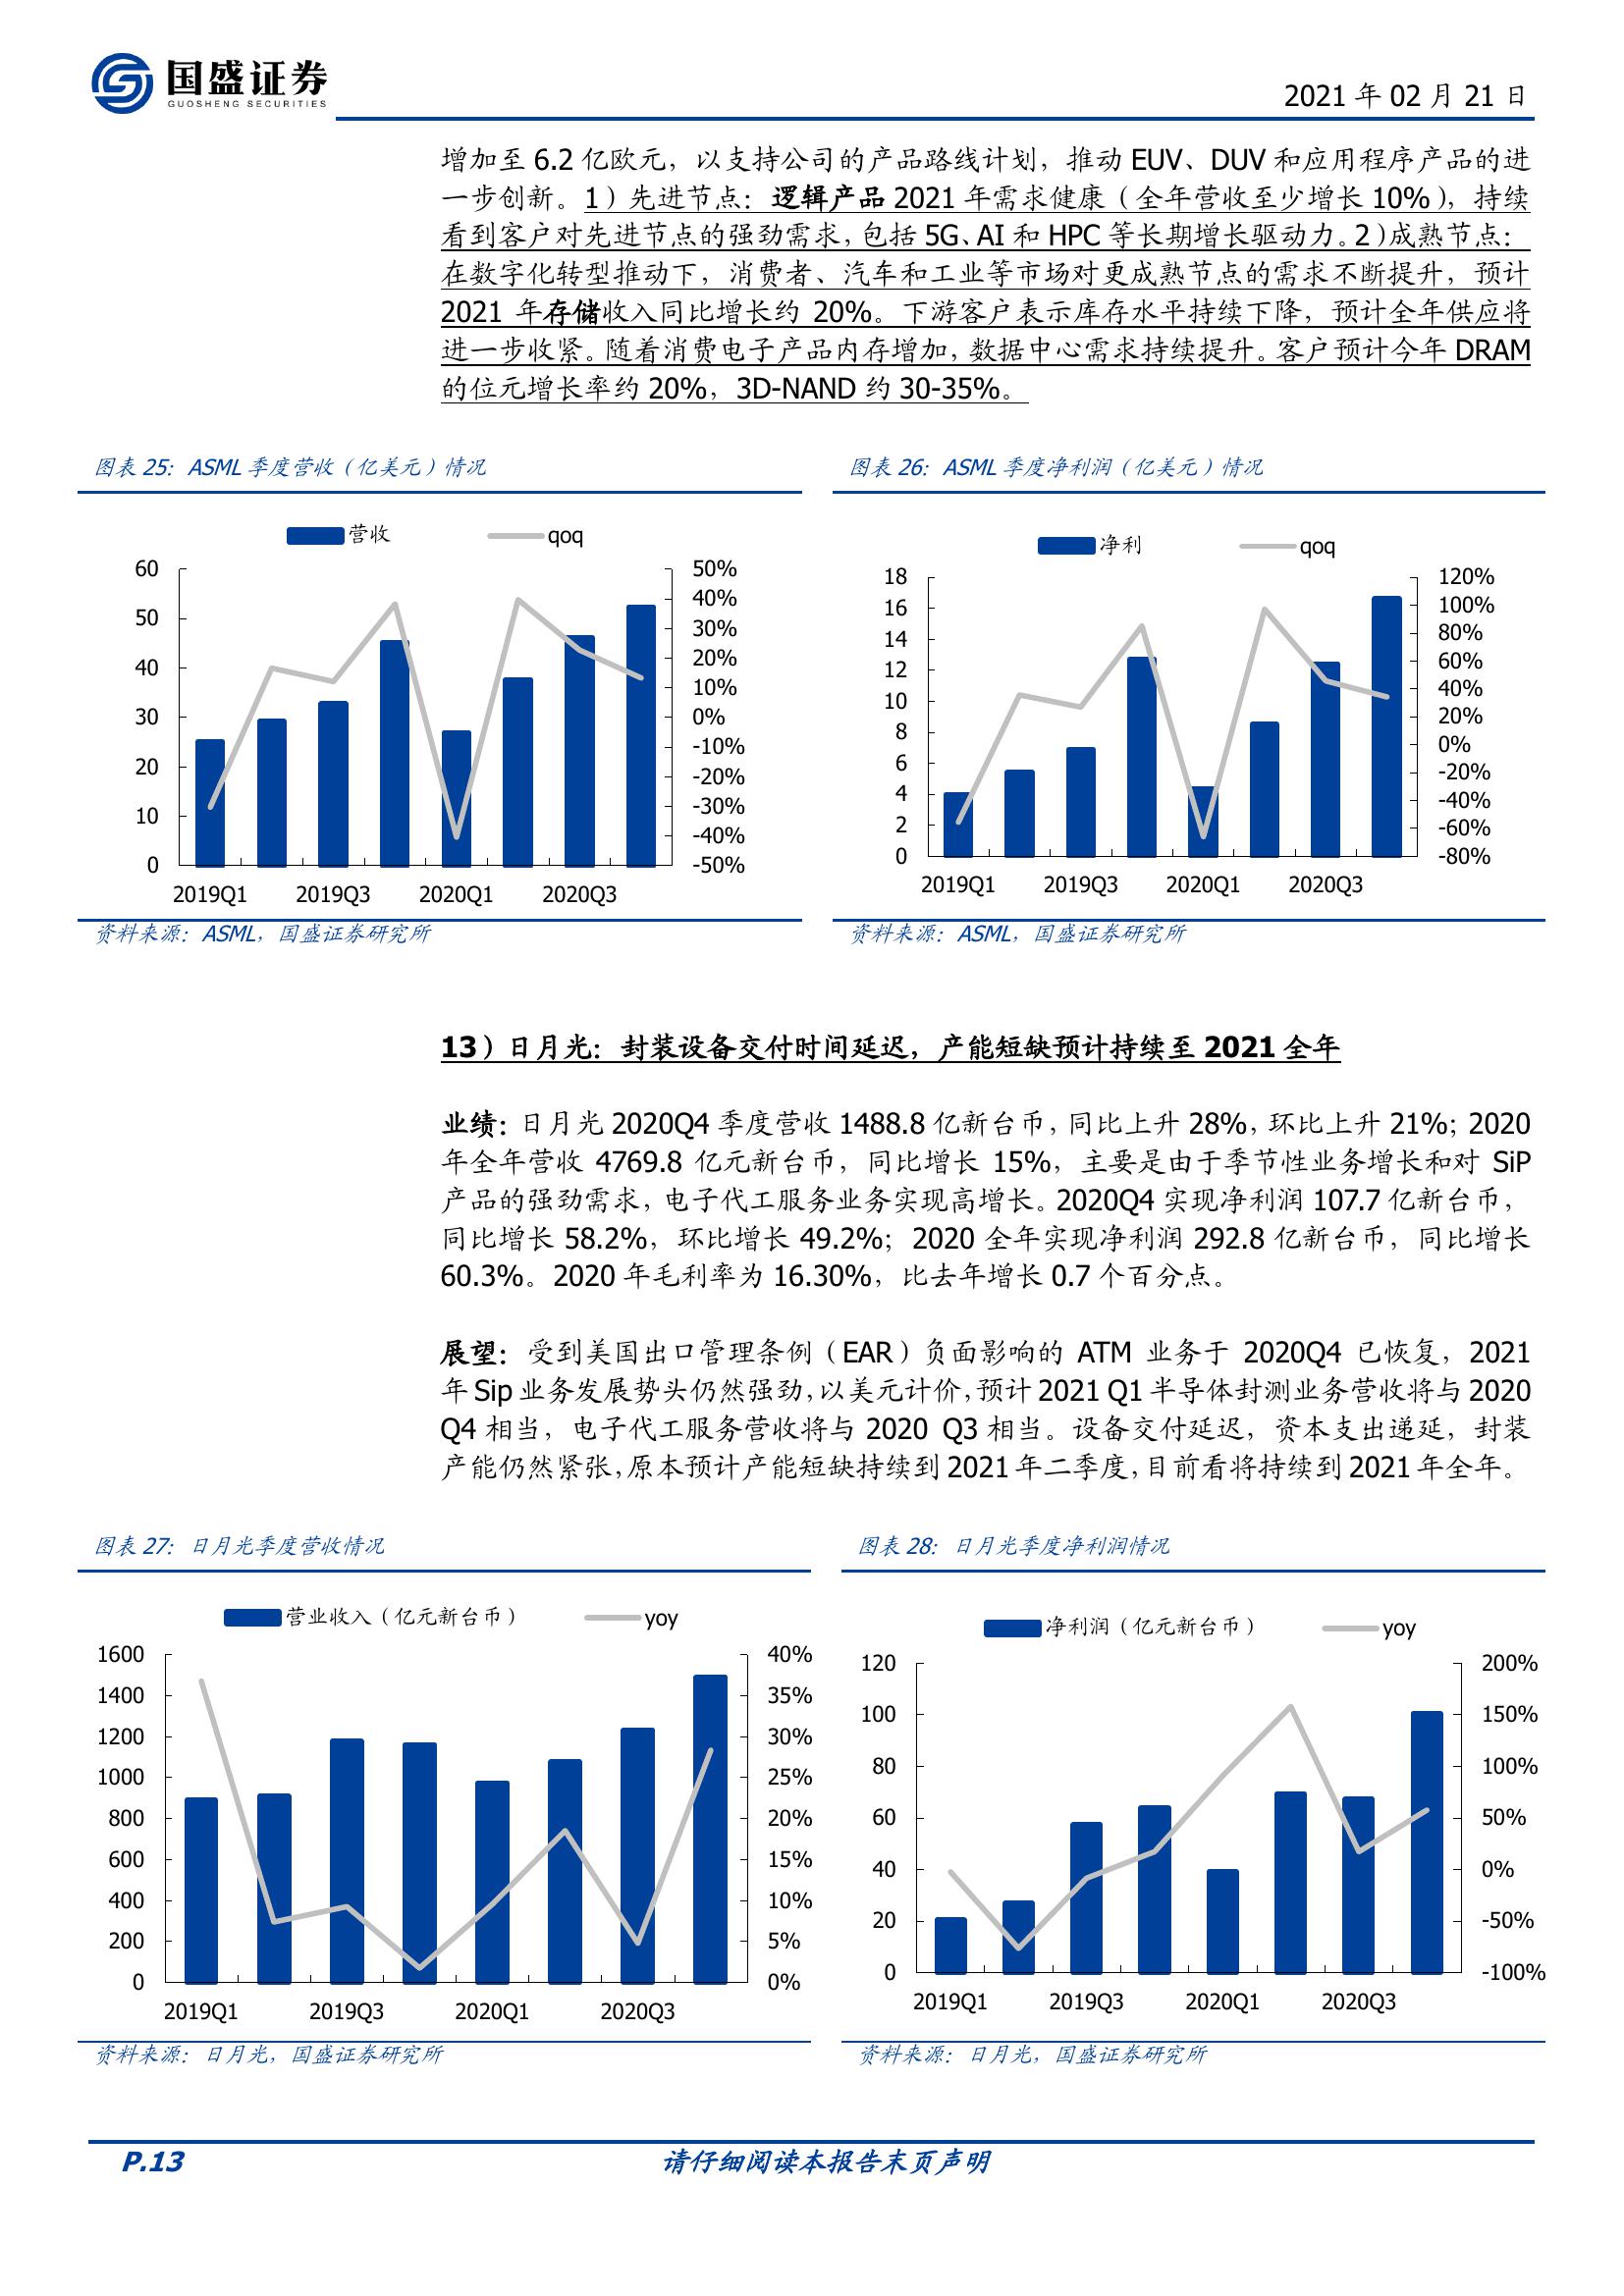 国盛证券
GUOSHENG SECURITIES
2021 年 02 月 21 日
增加至 6.2 亿欧元，以支持公司的产品路线计划，推动 EUV、DUV 和应用程序产品的进
一步创新。1）先进节点：逻辑产品 2021 年需求健康（全年营收至少增长 10%），持续
看到客户对先进节点的强劲需求，包括 5G、AI 和 HPC 等长期增长驱动力。2）成熟节点：
在数字化转型推动下，消费者、汽车和工业等市场对更成熟节点的需求不断提升，预计
2021 年存储收入同比增长约 20%。下游客户表示库存水平持续下降，预计全年供应将
进一步收紧。随着消费电子产品内存增加，数据中心需求持续提升。客户预计今年 DRAM
的位元增长率约 20%，3D-NAND 约 30-35%。
图表 25：ASML 季度营收（亿美元）情况
营收 qoq
60
50
40
30
20
10
0
50%
40%
30%
20%
10%
0%
-10%
-20%
-30%
-40%
-50%
2019Q1 2019Q3 2020Q1 2020Q3
资料来源：ASML，国盛证券研究所
图表 26：ASML 季度净利润（亿美元）情况
净利 qoq
18
16
14
12
10
8
6
4
2
0
120%
100%
80%
60%
40%
20%
0%
-20%
-40%
-60%
-80%
2019Q1 2019Q3 2020Q1 2020Q3
资料来源：ASML，国盛证券研究所
13）日月光：封装设备交付时间延迟，产能短缺预计持续至 2021 全年
业绩：日月光 2020Q4 季度营收 1488.8 亿新台币，同比上升 28%，环比上升 21%；2020
年全年营收 4769.8 亿元新台币，同比增长 15%，主要是由于季节性业务增长和对 SiP
产品的强劲需求，电子代工服务业务实现高增长。2020Q4 实现净利润 107.7 亿新台币，
同比增长 58.2%，环比增长 49.2%；2020 全年实现净利润 292.8 亿新台币，同比增长
60.3%。2020 年毛利率为 16.30%，比去年增长 0.7 个百分点。
展望：受到美国出口管理条例（EAR）负面影响的 ATM 业务于 2020Q4 已恢复，2021
年 Sip 业务发展势头仍然强劲，以美元计价，预计 2021 Q1 半导体封测业务营收将与 2020
Q4 相当，电子代工服务营收将与 2020 Q3 相当。设备交付延迟，资本支出递延，封装
产能仍然紧张，原本预计产能短缺持续到 2021 年二季度，目前看将持续到 2021 年全年。
图表 27：日月光季度营收情况
营业收入（亿元新台币） yoy
1600
1400
1200
1000
800
600
400
200
0
40%
35%
30%
25%
20%
15%
10%
5%
0%
2019Q1 2019Q3 2020Q1 2020Q3
资料来源：日月光，国盛证券研究所
图表 28：日月光季度净利润情况
净利润（亿元新台币） yoy
120
100
80
60
40
20
0
200%
150%
100%
50%
0%
-50%
-100%
2019Q1 2019Q3 2020Q1 2020Q3
资料来源：日月光，国盛证券研究所
P.13 请仔细阅读本报告末页声明